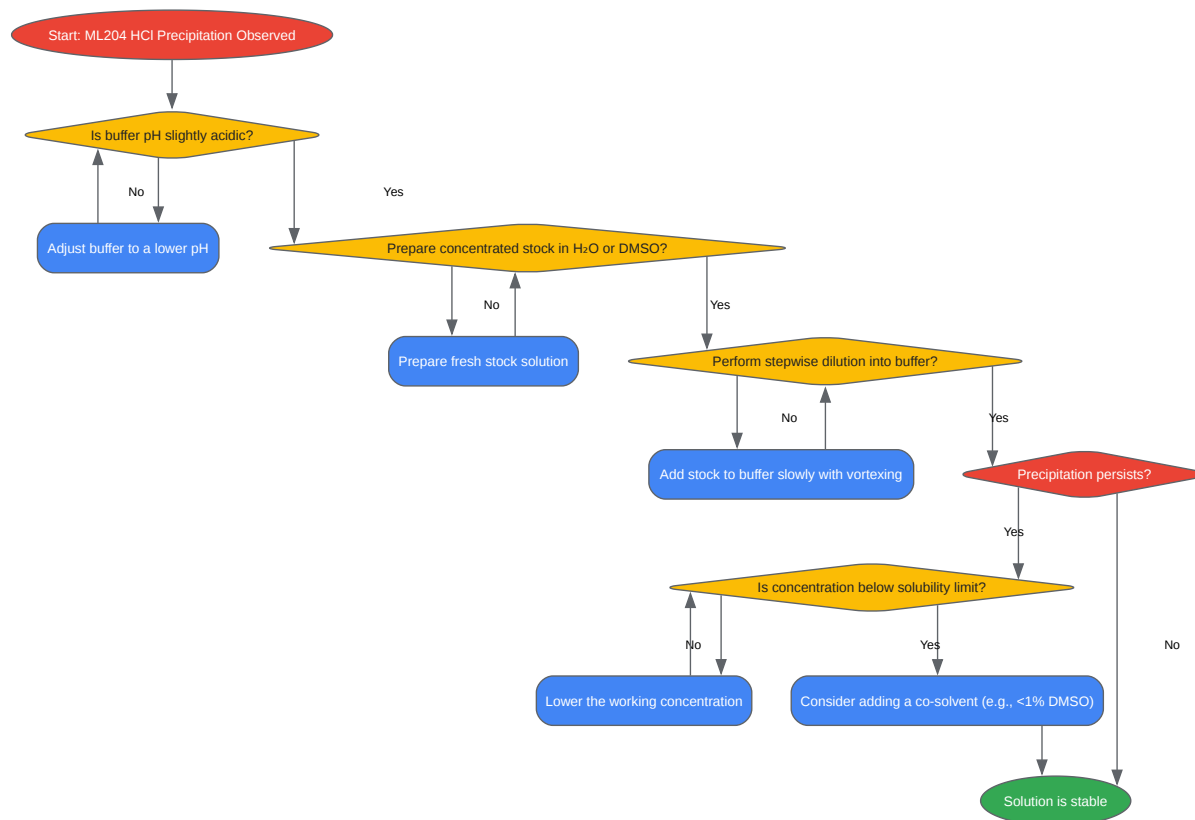 Start: ML204 HCl Precipitation Observed
Is buffer pH slightly acidic?
No
Yes
Adjust buffer to a lower pH
Prepare concentrated stock in H₂O or DMSO?
No
Yes
Prepare fresh stock solution
Perform stepwise dilution into buffer?
No
Yes
Add stock to buffer slowly with vortexing
Precipitation persists?
Yes
Is concentration below solubility limit?
No
Yes
No
Lower the working concentration
Consider adding a co-solvent (e.g., <1% DMSO)
Solution is stable